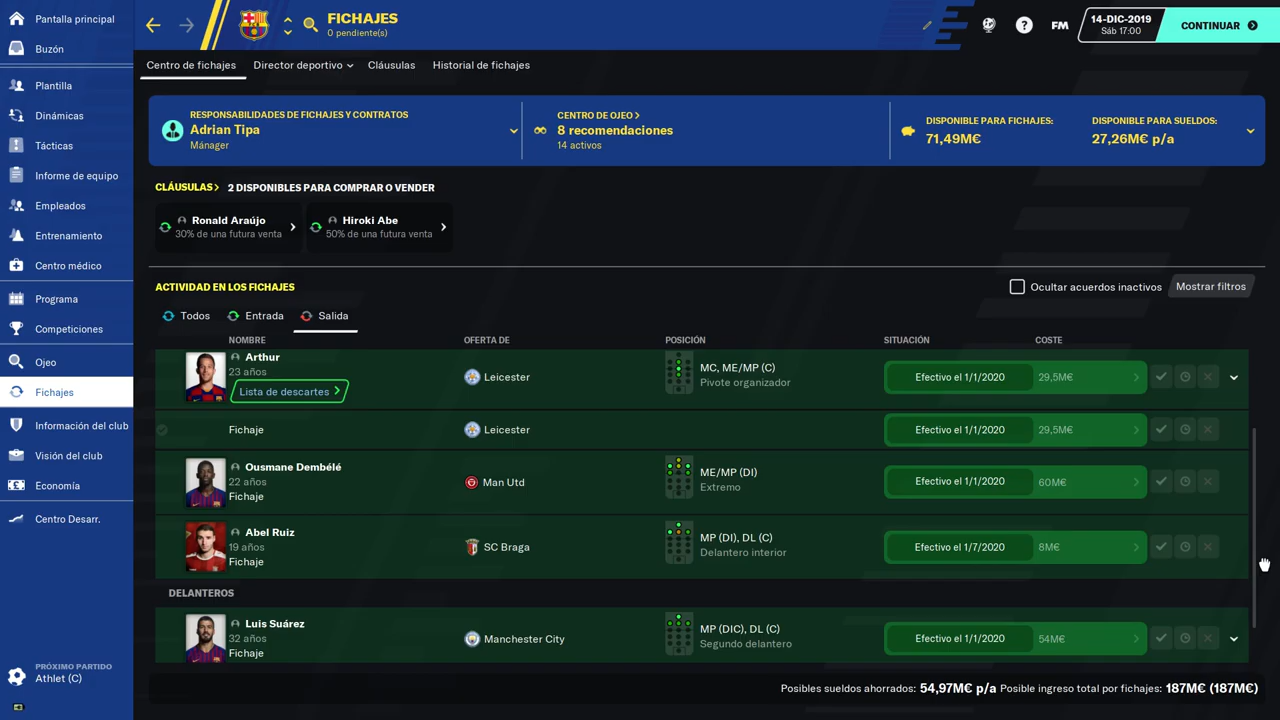 Pantalla principal
Buzón
Plantilla
Dinámicas
Tácticas
Informe de equipo
Empleados
Entrenamiento
Centro médico
Programa
Competiciones
Ojeo
Fichajes
Información del club
Visión del club
Economía
Centro Desarr.
PRÓXIMO PARTIDO
Athlet (C)
FICHAJES
0 pendiente(s)
FM
14-DIC-2019
Sáb 17:00
CONTINUAR
Centro de fichajes
Director deportivo
Cláusulas
Historial de fichajes
RESPONSABILIDADES DE FICHAJES Y CONTRATOS
Adrian Tipa
Mánager
CENTRO DE OJEO >
8 recomendaciones
14 activos
DISPONIBLE PARA FICHAJES:
71,49M€
DISPONIBLE PARA SUELDOS:
27,26M€ p/a
CLÁUSULAS > 2 DISPONIBLES PARA COMPRAR O VENDER
Ronald Araújo
30% de una futura venta
Hiroki Abe
50% de una futura venta
ACTIVIDAD EN LOS FICHAJES
Ocultar acuerdos inactivos
Mostrar filtros
Todos
Entrada
Salida
NOMBRE OFERTA DE POSICIÓN SITUACIÓN COSTE
Arthur
23 años
Lista de descartes >
Leicester
MC, ME/MP (C)
Pivote organizador
Efectivo el 1/1/2020 29,5M€
Fichaje Leicester Efectivo el 1/1/2020 29,5M€
Ousmane Dembélé
22 años
Fichaje
Man Utd
ME/MP (DI)
Extremo
Efectivo el 1/1/2020 60M€
Abel Ruiz
19 años
Fichaje
SC Braga
MP (DI), DL (C)
Delantero interior
Efectivo el 1/7/2020 8M€
DELANTEROS
Luis Suárez
32 años
Fichaje
Manchester City
MP (DIC), DL (C)
Segundo delantero
Efectivo el 1/1/2020 54M€
Posibles sueldos ahorrados: 54,97M€ p/a Posible ingreso total por fichajes: 187M€ (187M€)